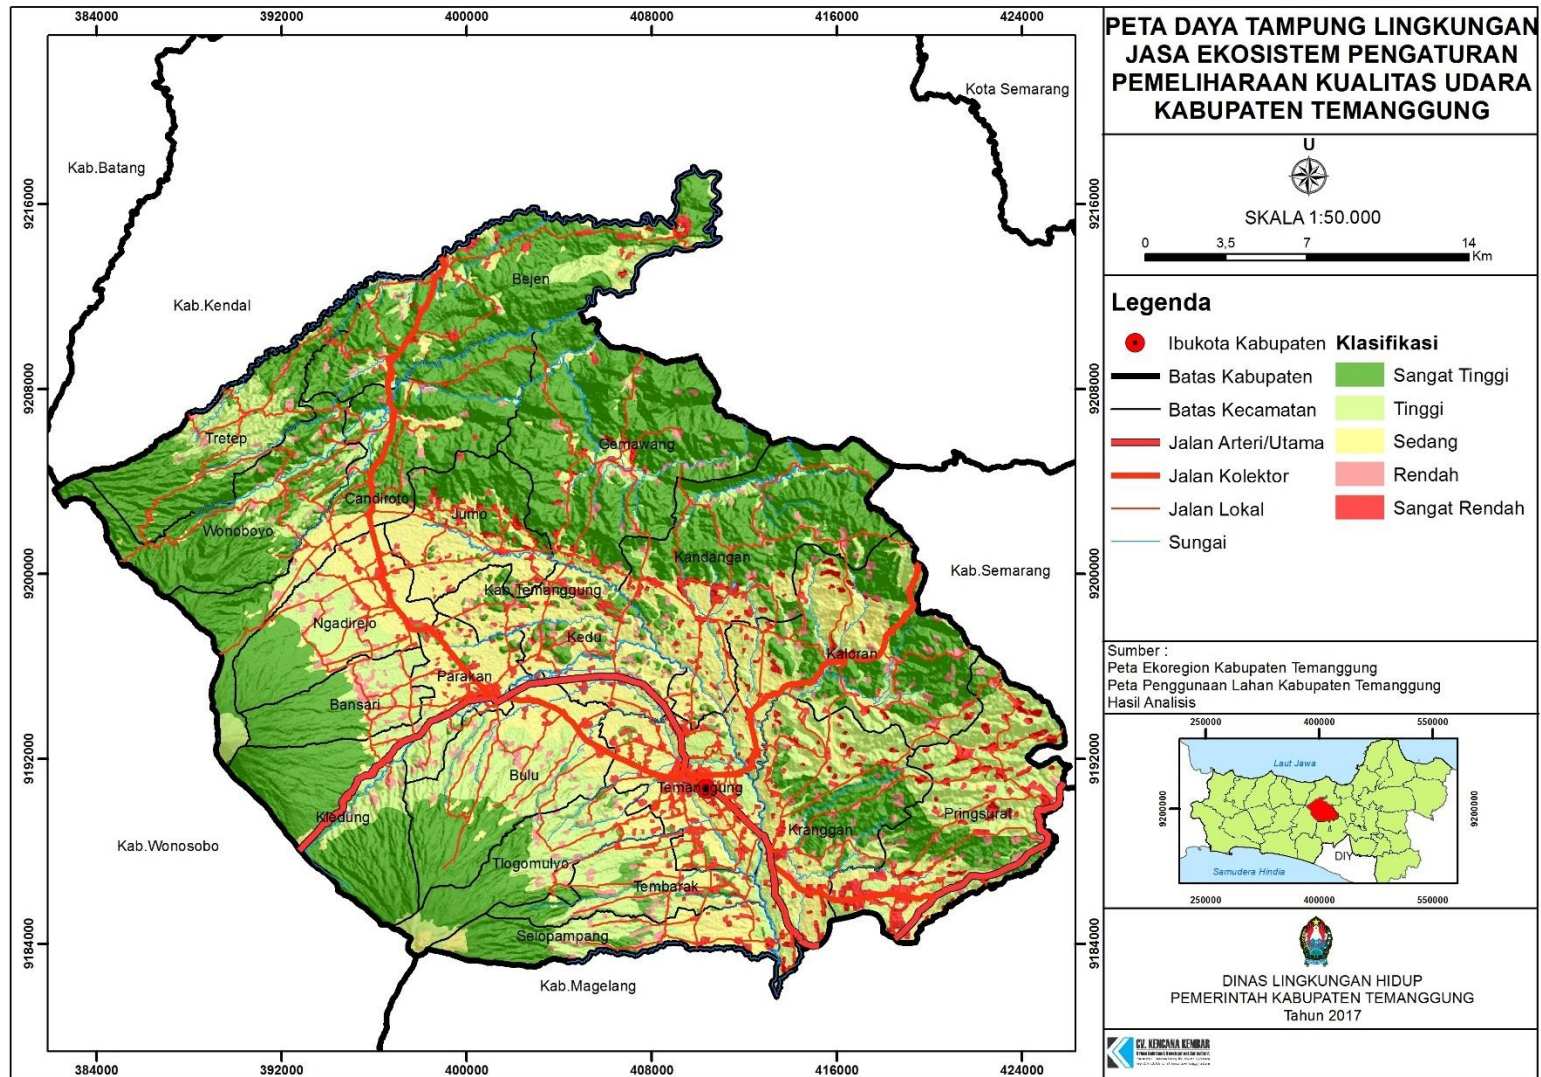 384000
392000
400000
408000
416000
424000
9216000
9208000
9200000
9192000
9184000
Kota Semarang
Kab.Batang
Kab.Kendal
Bejen
Tretep
Gemawang
Candiroto
Jumo
Wonoboyo
Kandangan
Kab.Semarang
Kab.Temanggung
Ngadirejo
Kedu
Kaloran
Parakan
Bansari
Bulu
Temanggung
Kledung
Pringsurat
Kranggan
Kab.Wonosobo
Tlogomulyo
Tembarak
Selopampang
Kab.Magelang
9216000
9208000
9200000
9192000
9184000
384000
392000
400000
408000
416000
424000
PETA DAYA TAMPUNG LINGKUNGAN
JASA EKOSISTEM PENGATURAN
PEMELIHARAAN KUALITAS UDARA
KABUPATEN TEMANGGUNG
U
SKALA 1:50.000
0 3,5 7 14
Km
Legenda
Ibukota Kabupaten
Batas Kabupaten
Batas Kecamatan
Jalan Arteri/Utama
Jalan Kolektor
Jalan Lokal
Sungai
Klasifikasi
Sangat Tinggi
Tinggi
Sedang
Rendah
Sangat Rendah
Sumber :
Peta Ekoregion Kabupaten Temanggung
Peta Penggunaan Lahan Kabupaten Temanggung
Hasil Analisis
250000 400000 550000
Laut Jawa
9200000
9200000
DIY
Samudera Hindia
250000 400000 550000
DINAS LINGKUNGAN HIDUP
PEMERINTAH KABUPATEN TEMANGGUNG
Tahun 2017
CV. KENCANA KEMBAR